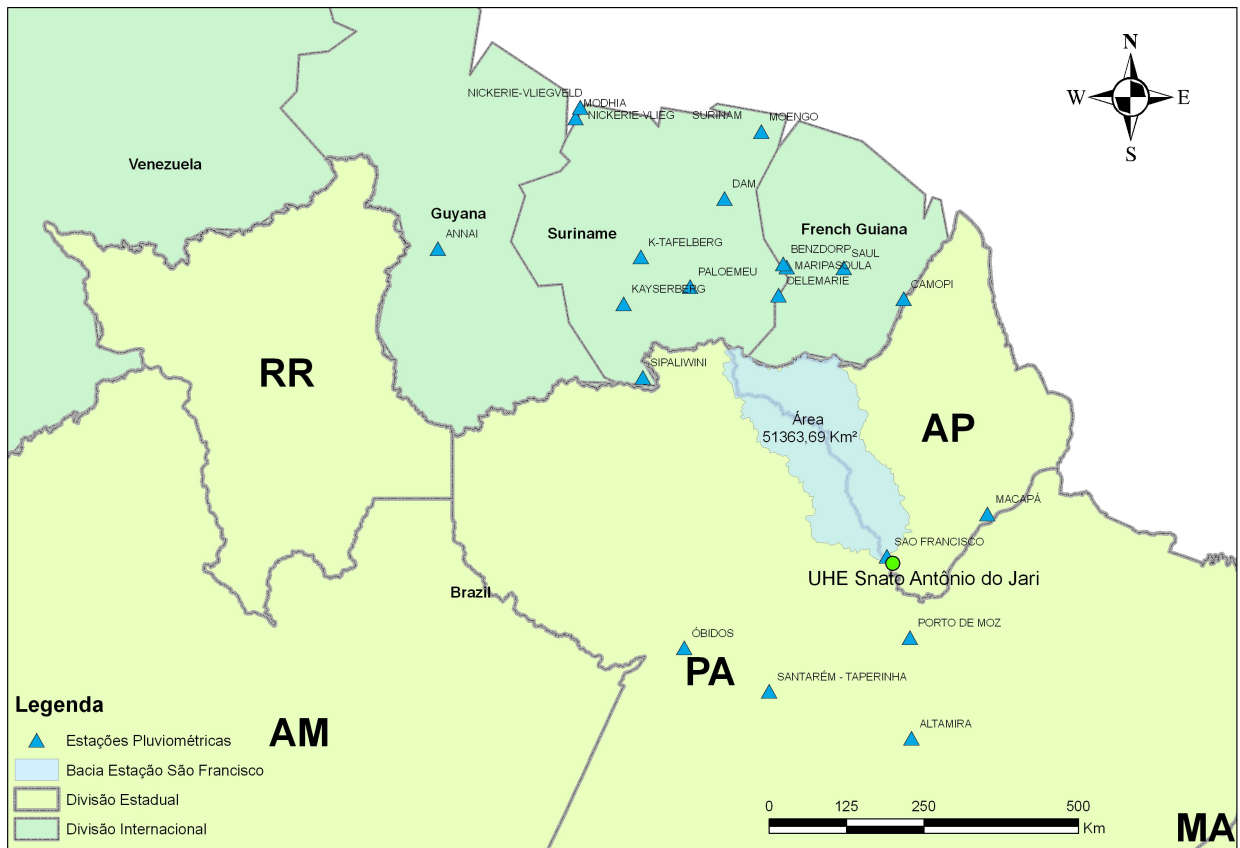 N
W E
S
NICKERIE-VLIEGVELD
MODHIA
NICKERIE-VLIEG
SURINAM
MOENGO
Venezuela
DAM
Guyana
ANNAI
Suriname
French Guiana
K-TAFELBERG
BENZDORP
SAUL
MARIPASOULA
PALOEMEU
OELEMARIE
KAYSERBERG
CAMOPI
SIPALIWINI
RR
Área
51363,69 Km²
AP
MACAPÁ
SAO FRANCISCO
UHE Snato Antônio do Jari
Brazil
PORTO DE MOZ
ÓBIDOS
PA
SANTARÉM - TAPERINHA
ALTAMIRA
AM
MA
Legenda
Estações Pluviométricas
Bacia Estação São Francisco
Divisão Estadual
Divisão Internacional
0 125 250 500
Km